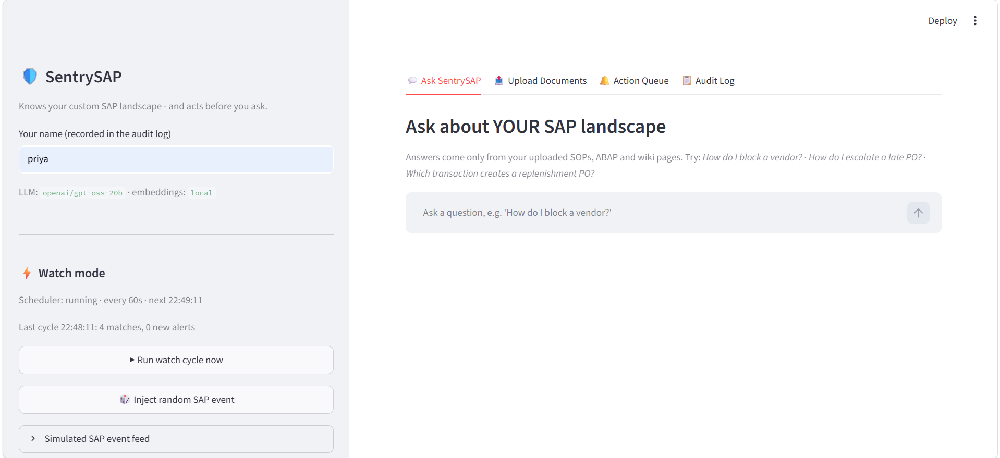 Deploy
SentrySAP
Knows your custom SAP landscape - and acts before you ask.
Your name (recorded in the audit log)
priya
LLM: openai/gpt-oss-20b · embeddings: local
Watch mode
Scheduler: running · every 60s · next 22:49:11
Last cycle 22:48:11: 4 matches, 0 new alerts
Run watch cycle now
Inject random SAP event
Simulated SAP event feed
Ask SentrySAP
Upload Documents
Action Queue
Audit Log
Ask about YOUR SAP landscape
Answers come only from your uploaded SOPs, ABAP and wiki pages. Try: How do I block a vendor? · How do I escalate a late PO? ·
Which transaction creates a replenishment PO?
Ask a question, e.g. 'How do I block a vendor?'